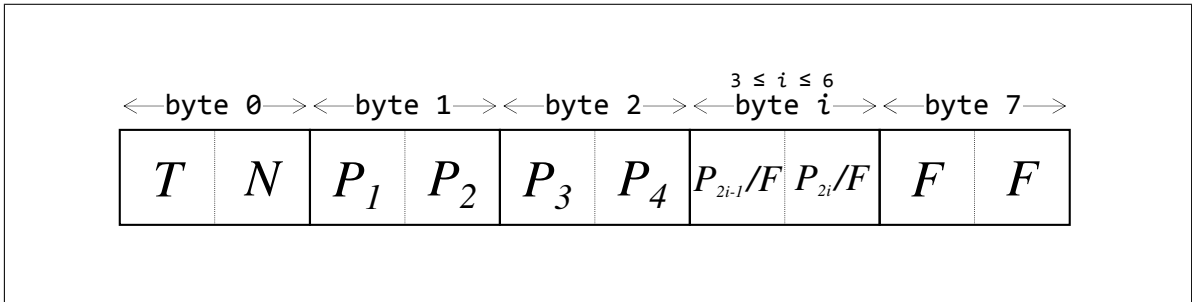 3 ≤ i ≤ 6
byte 0 byte 1 byte 2 byte i byte 7
T N P1 P2 P3 P4 P2i-1/F P2i/F F F